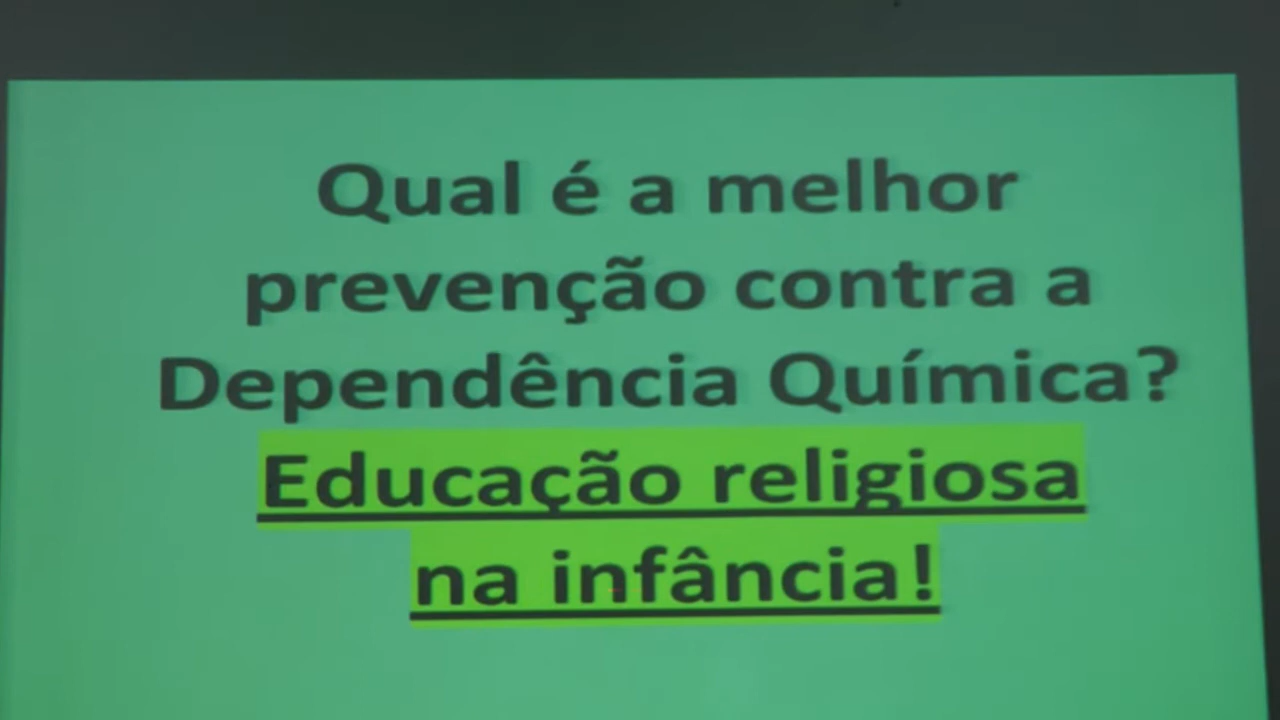 Qual é a melhor
prevenção contra a
Dependência Química?
Educação religiosa
na infância!